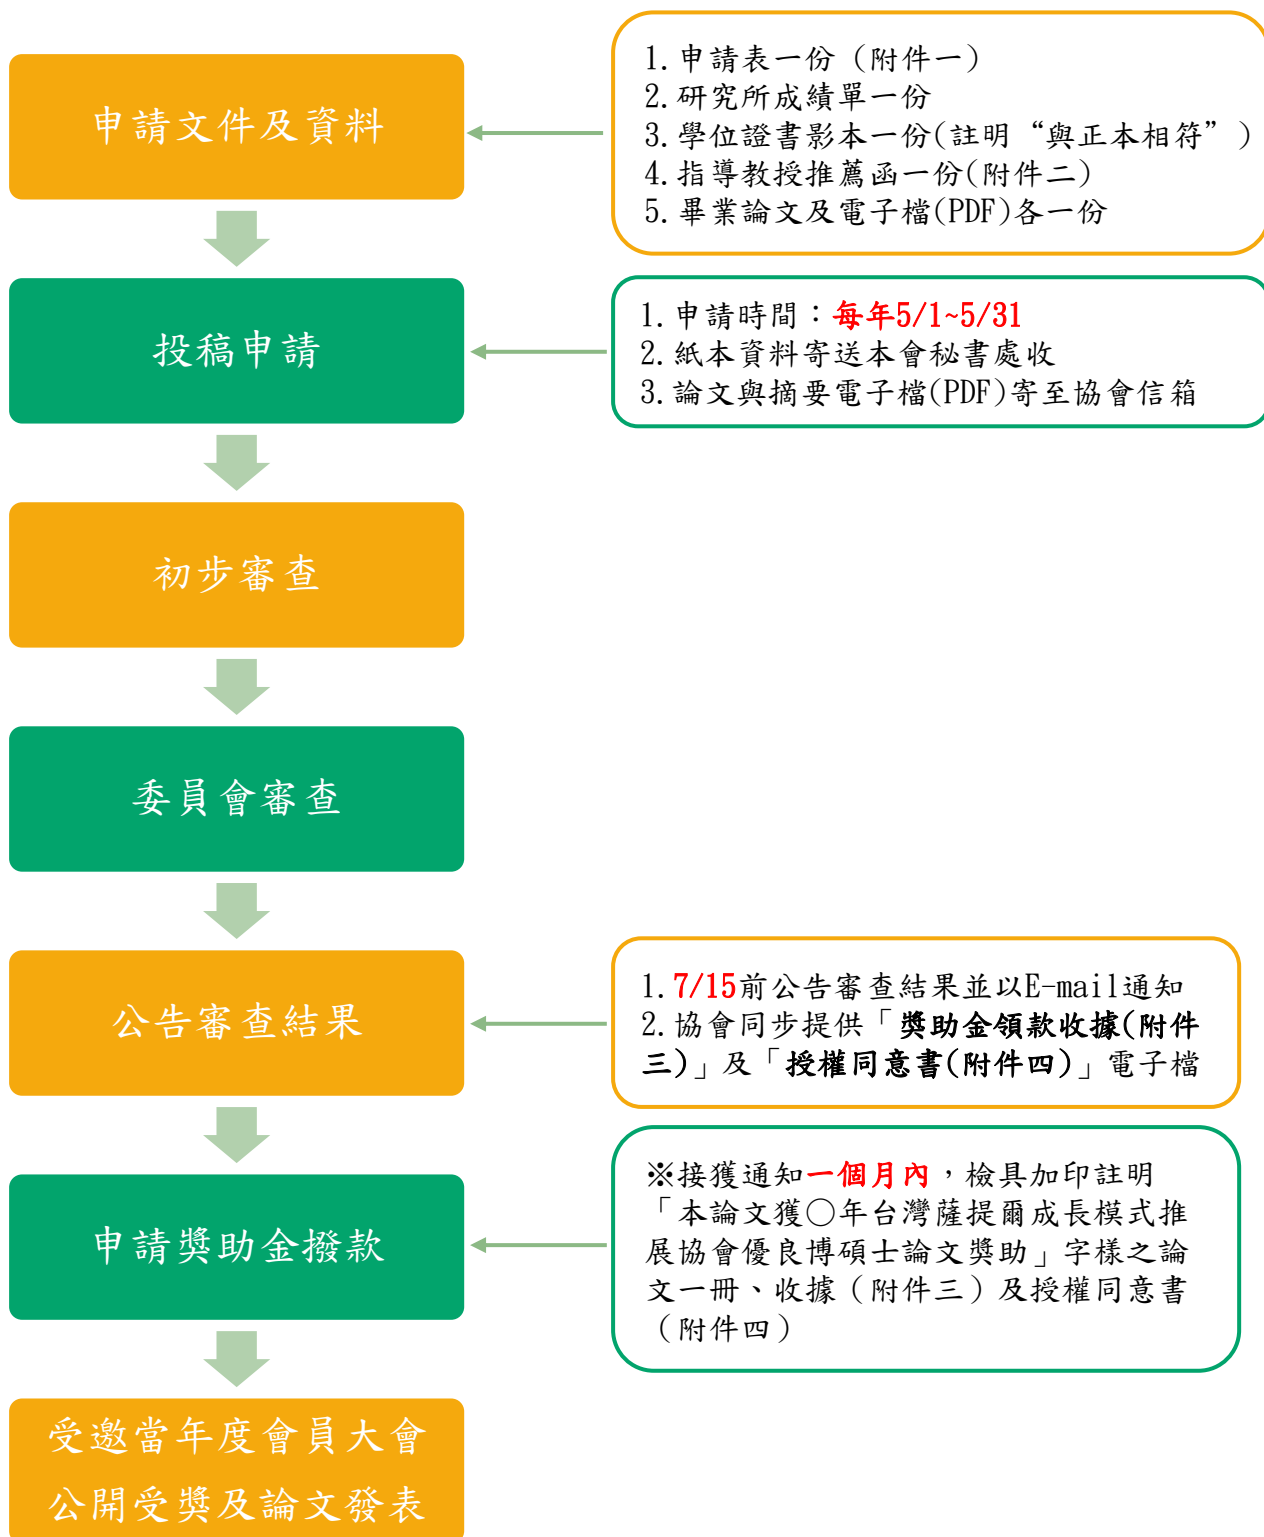 申請文件及資料
1.申請表一份（附件一）
2.研究所成績單一份
3.學位證書影本一份(註明“與正本相符”)
4.指導教授推薦函一份(附件二)
5.畢業論文及電子檔(PDF)各一份
投稿申請
1.申請時間：每年5/1~5/31
2.紙本資料寄送本會秘書處收
3.論文與摘要電子檔(PDF)寄至協會信箱
初步審查
委員會審查
公告審查結果
1.7/15前公告審查結果並以E-mail通知
2.協會同步提供「獎助金領款收據(附件
三)」及「授權同意書(附件四)」電子檔
申請獎助金撥款
※接獲通知一個月內，檢具加印註明
「本論文獲○年台灣薩提爾成長模式推
展協會優良博碩士論文獎助」字樣之論
文一冊、收據（附件三）及授權同意書
（附件四）
受邀當年度會員大會
公開受獎及論文發表